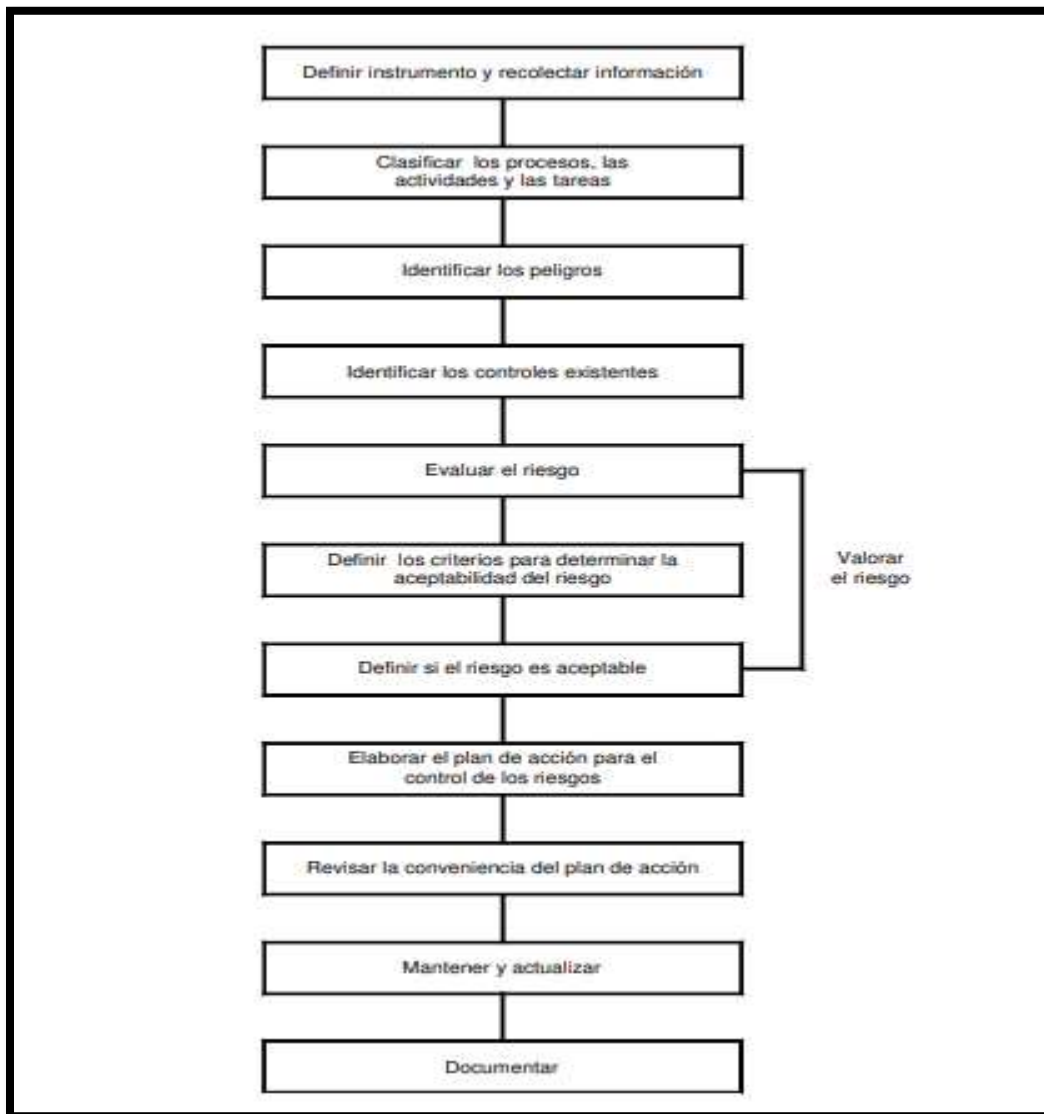 Definir instrumento y recolectar información
Clasificar los procesos, las
actividades y las tareas
Identificar los peligros
Identificar los controles existentes
Evaluar el riesgo
Definir los criterios para determinar la
aceptabilidad del riesgo
Valorar
el riesgo
Definir si el riesgo es aceptable
Elaborar el plan de acción para el
control de los riesgos
Revisar la conveniencia del plan de acción
Mantener y actualizar
Documentar